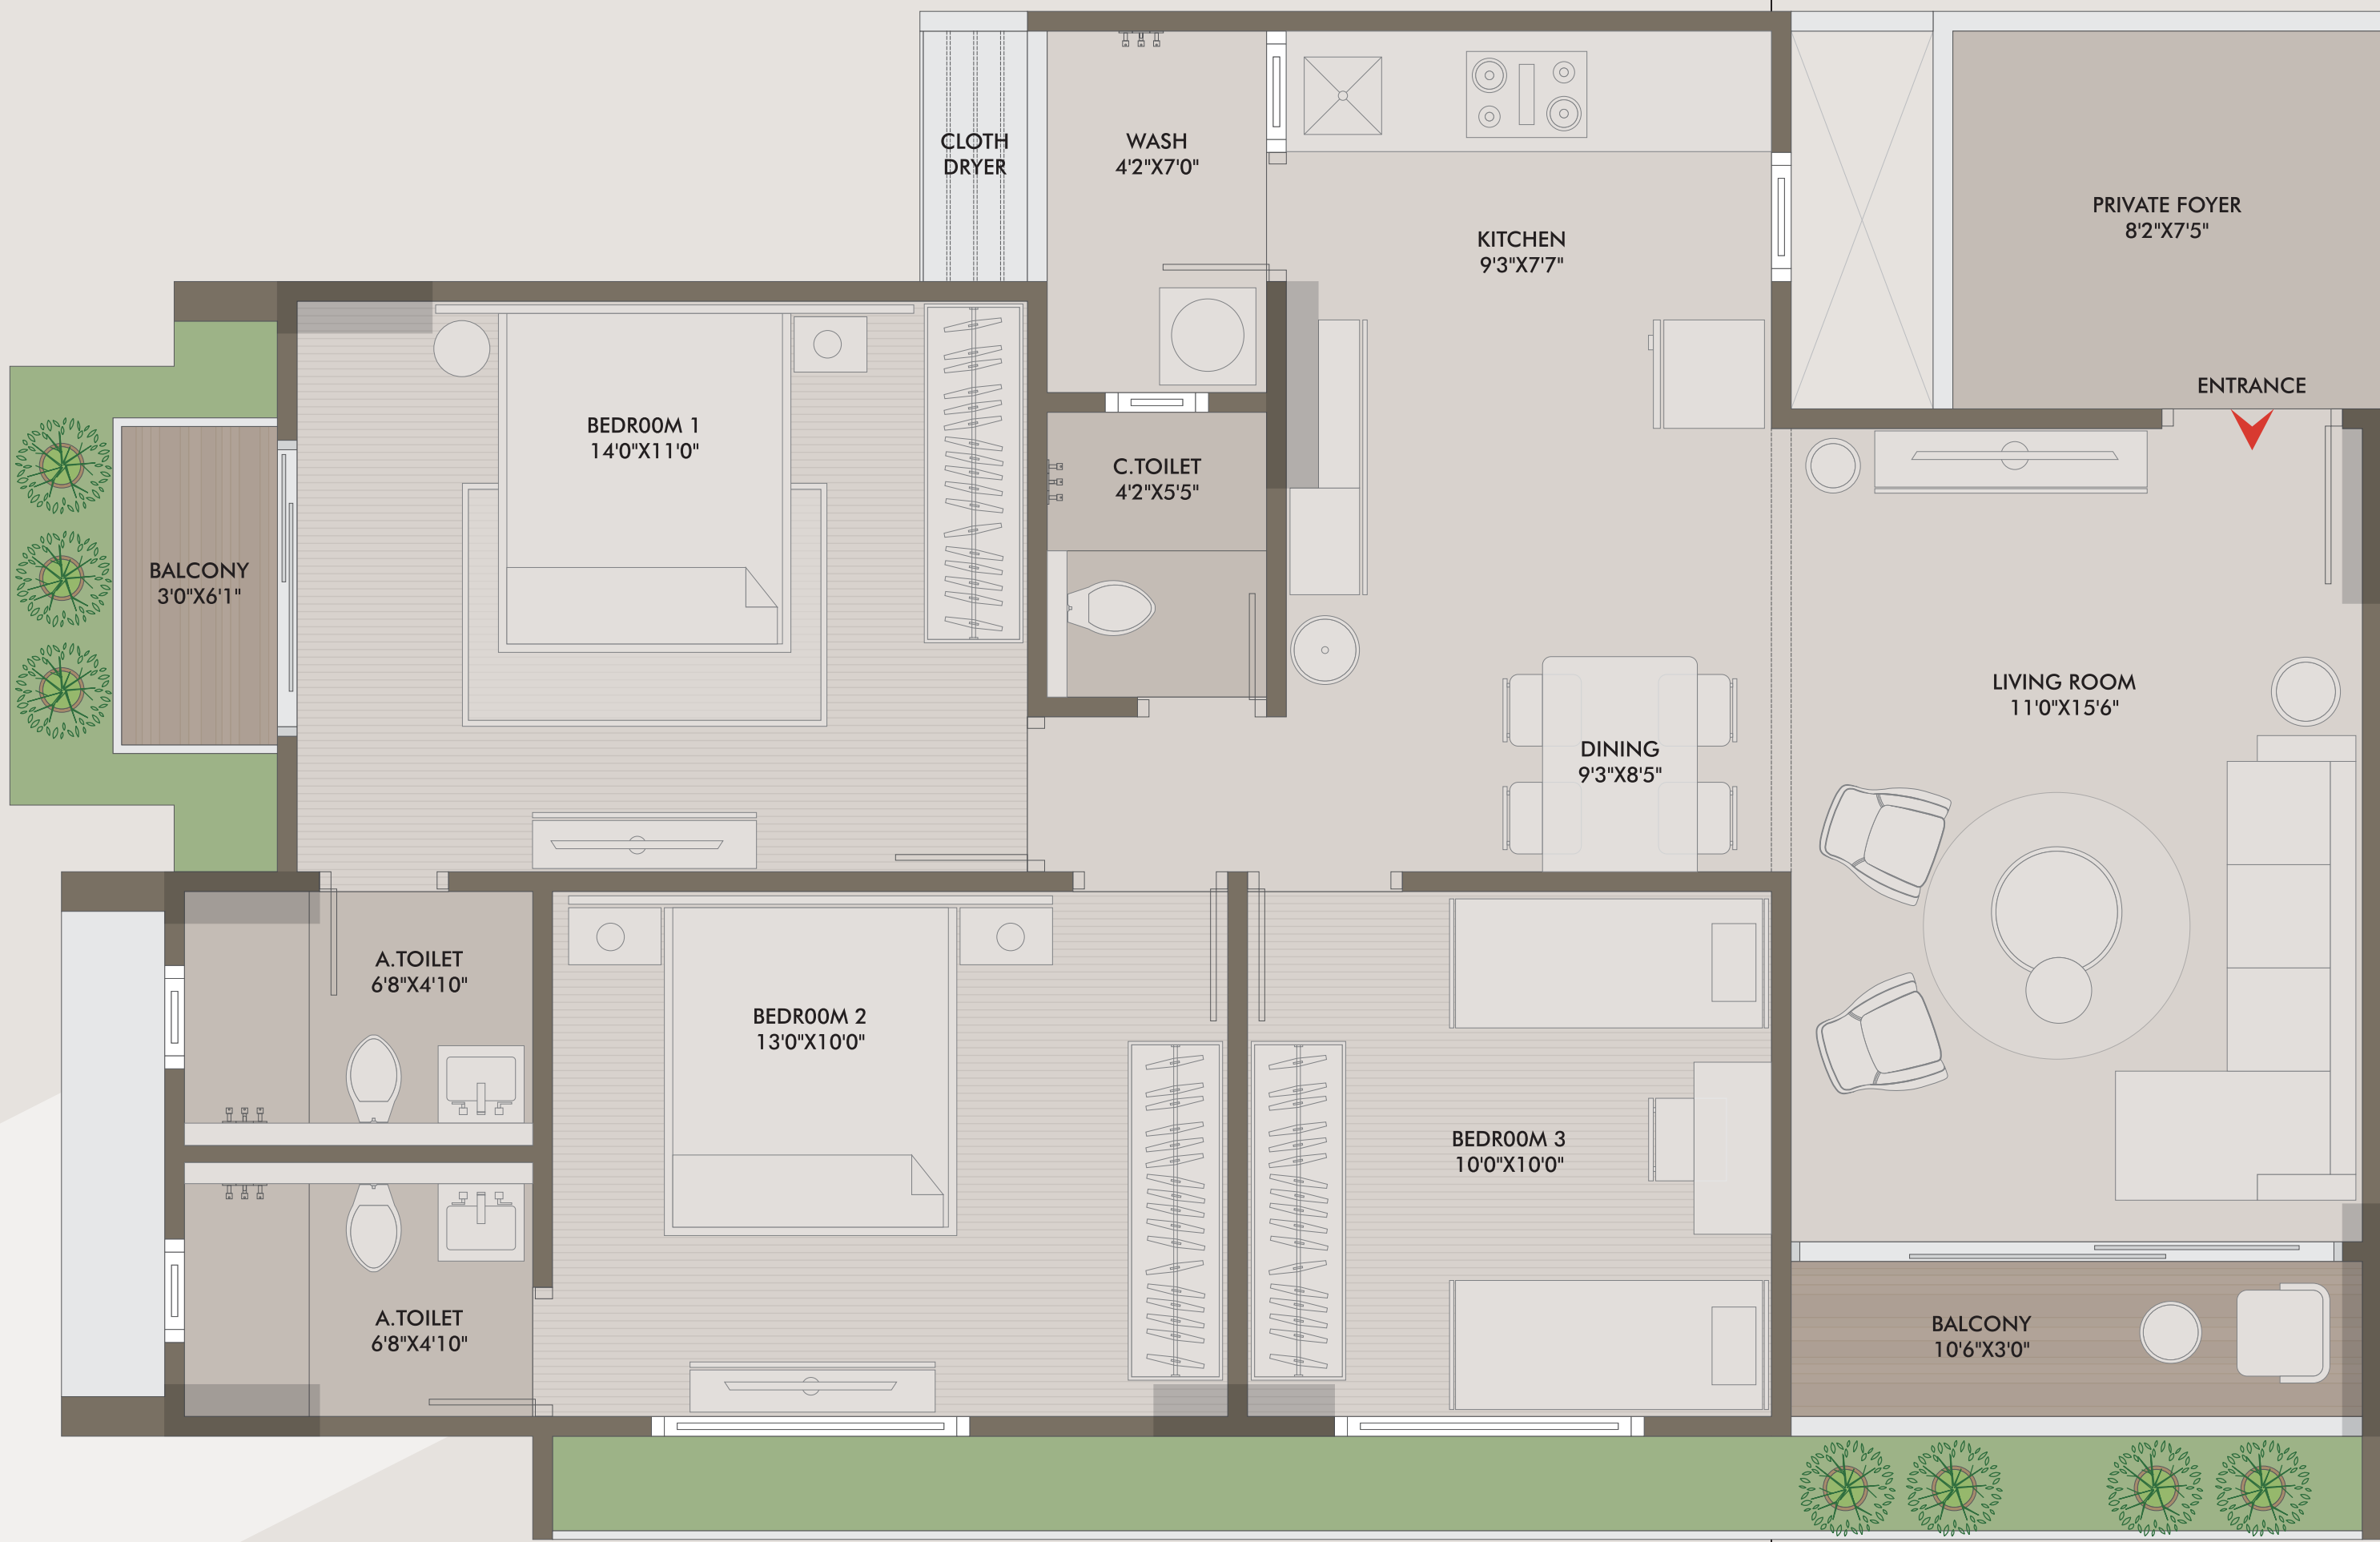 CLOTH
DRYER
WASH
4'2"X7'0"
KITCHEN
9'3"X7'7"
PRIVATE FOYER
8'2"X7'5"
ENTRANCE
BEDR00M 1
14'0"X11'0"
C.TOILET
4'2"X5'5"
BALCONY
3'0"X6'1"
LIVING ROOM
11'0"X15'6"
DINING
9'3"X8'5"
A.TOILET
6'8"X4'10"
BEDR00M 2
13'0"X10'0"
BEDR00M 3
10'0"X10'0"
A.TOILET
6'8"X4'10"
BALCONY
10'6"X3'0"